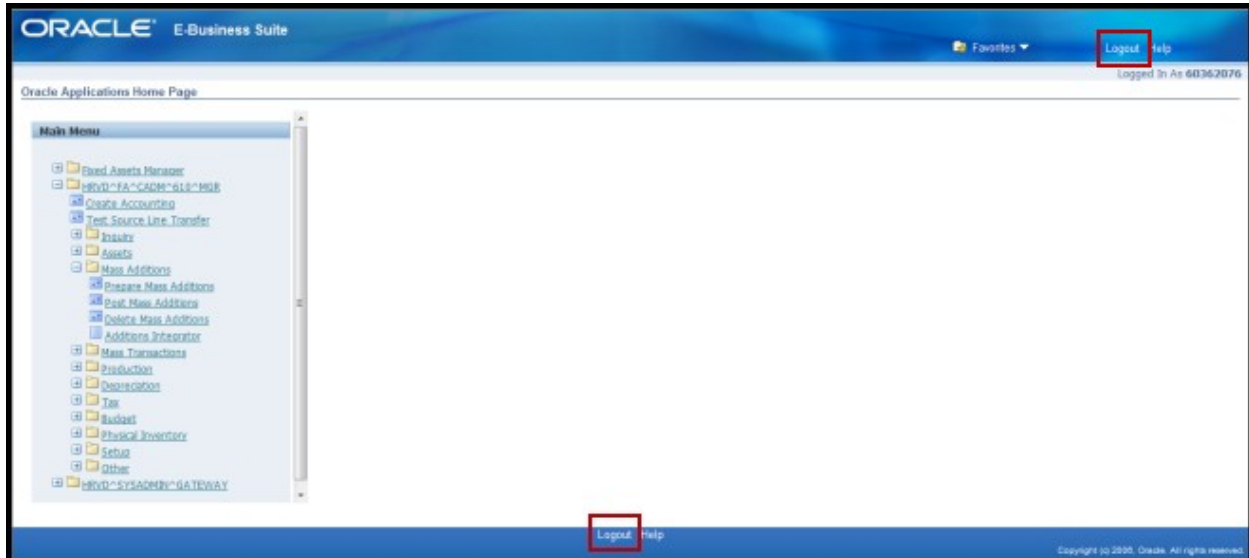 ORACLE E-Business Suite
Favorites
Logout Help
Logged In As 60362076
Oracle Applications Home Page
Main Menu
Fixed Assets Manager
HRVD^FA^CADM^610^MGR
Create Accounting
Test Source Line Transfer
Inquiry
Assets
Mass Additions
Prepare Mass Additions
Post Mass Additions
Delete Mass Additions
Additions Integrator
Mass Transactions
Production
Depreciation
Tax
Budget
Physical Inventory
Setup
Other
HRVD^SYSADMIN^GATEWAY
Logout Help
Copyright (c) 2006, Oracle. All rights reserved.